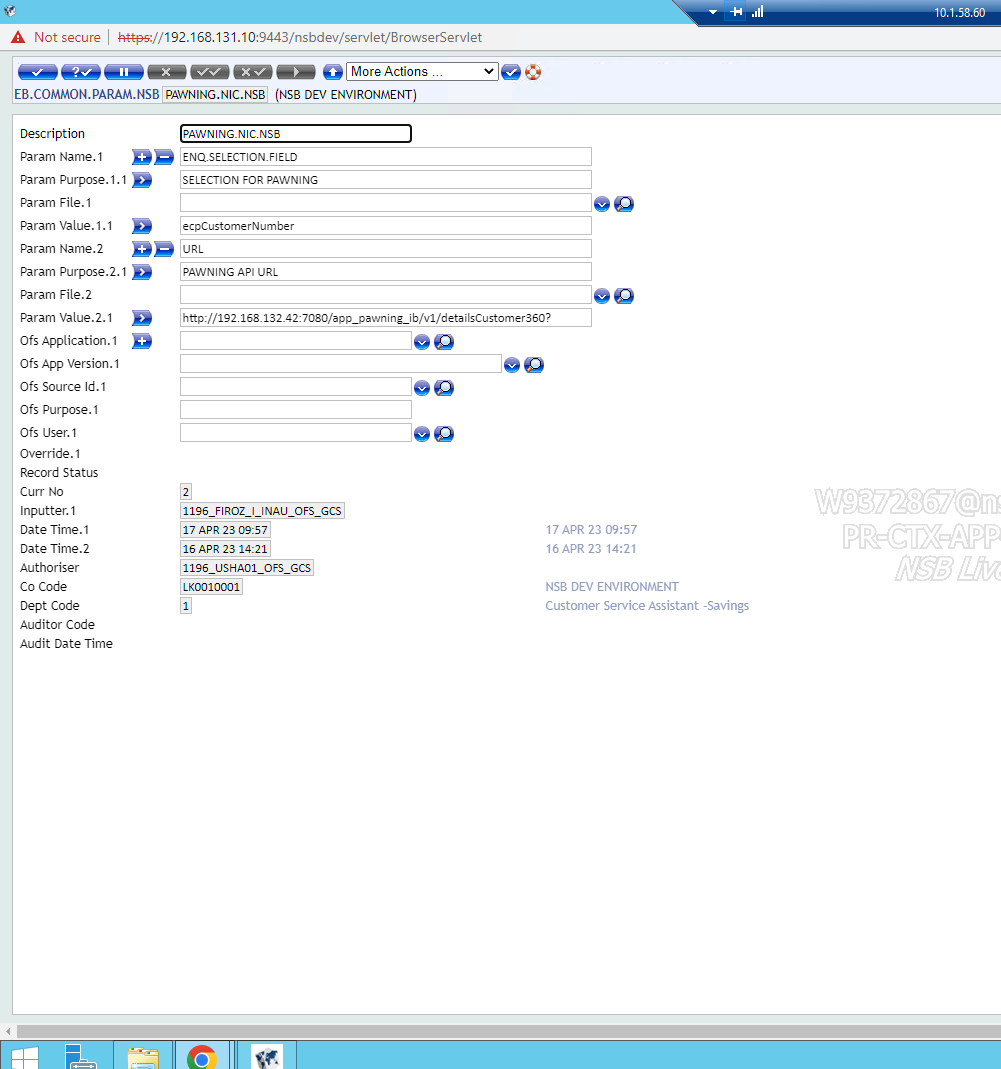 10.1.58.60
Not secure https://192.168.131.10:9443/nsbdev/servlet/BrowserServlet
More Actions ...
EB.COMMON.PARAM.NSB PAWNING.NIC.NSB (NSB DEV ENVIRONMENT)
Description PAWNING.NIC.NSB
Param Name.1 ENQ.SELECTION.FIELD
Param Purpose.1.1 SELECTION FOR PAWNING
Param File.1
Param Value.1.1 ecpCustomerNumber
Param Name.2 URL
Param Purpose.2.1 PAWNING API URL
Param File.2
Param Value.2.1 http://192.168.132.42:7080/app_pawning_ib/v1/detailsCustomer360?
Ofs Application.1
Ofs App Version.1
Ofs Source Id.1
Ofs Purpose.1
Ofs User.1
Override.1
Record Status
Curr No 2
Inputter.1 1196_FIROZ_I_INAU_OFS_GCS
Date Time.1 17 APR 23 09:57 17 APR 23 09:57
Date Time.2 16 APR 23 14:21 16 APR 23 14:21
Authoriser 1196_USHA01_OFS_GCS
Co Code LK0010001 NSB DEV ENVIRONMENT
Dept Code 1 Customer Service Assistant -Savings
Auditor Code
Audit Date Time
W9372867@ns
PR-CTX-APP
NSB Live